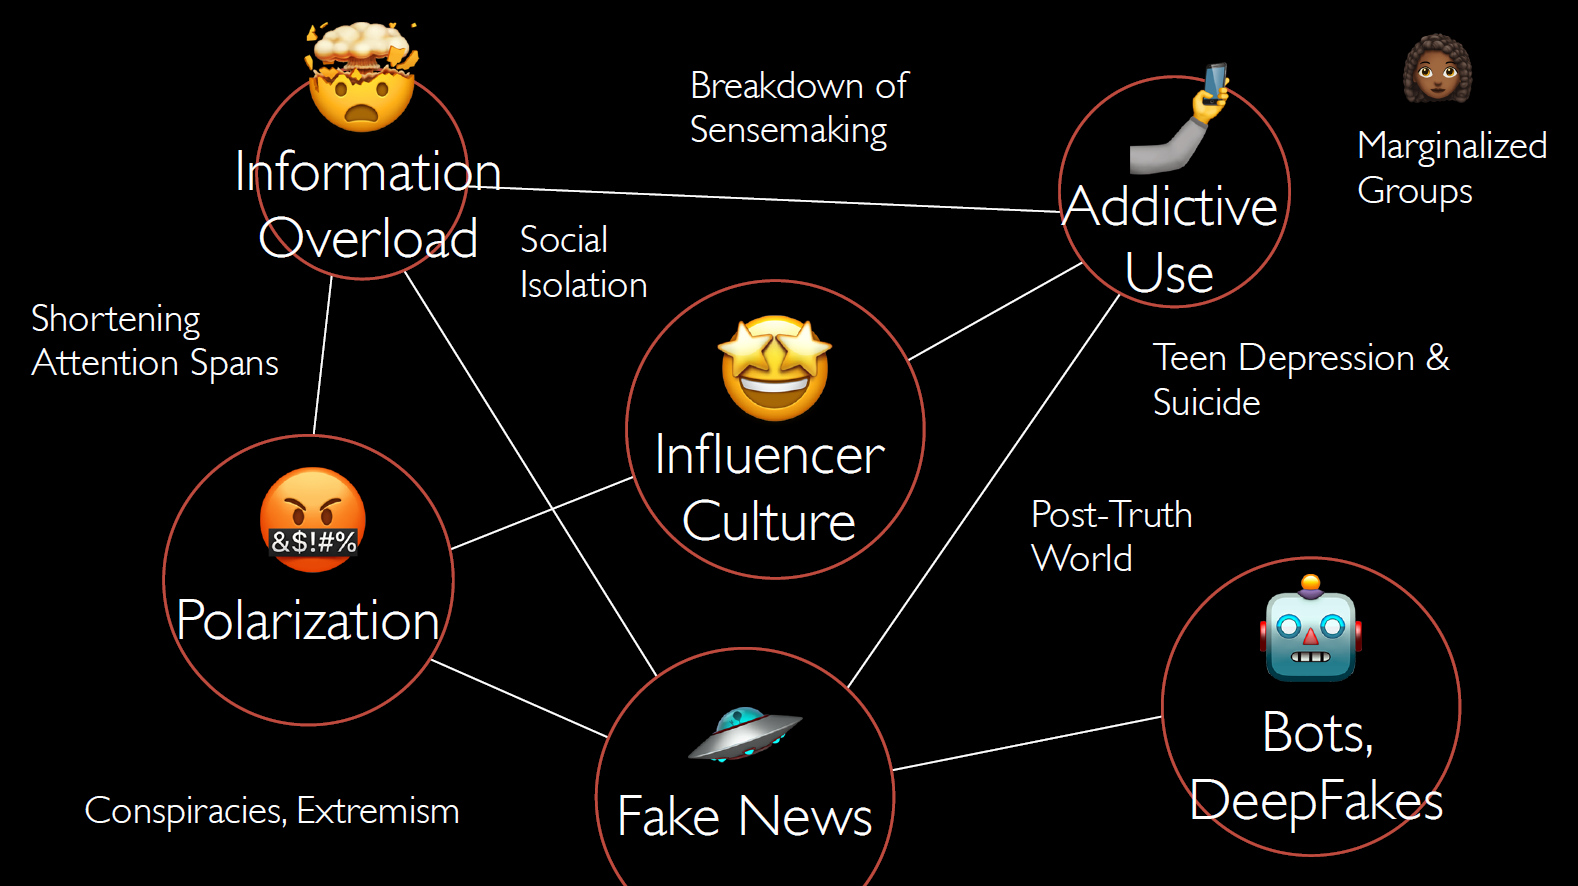 Information
Overload
Breakdown of
Sensemaking
Addictive
Use
Marginalized
Groups
Social
Isolation
Shortening
Attention Spans
Influencer
Culture
Teen Depression &
Suicide
&$!#%
Polarization
Post-Truth
World
Bots,
DeepFakes
Fake News
Conspiracies, Extremism